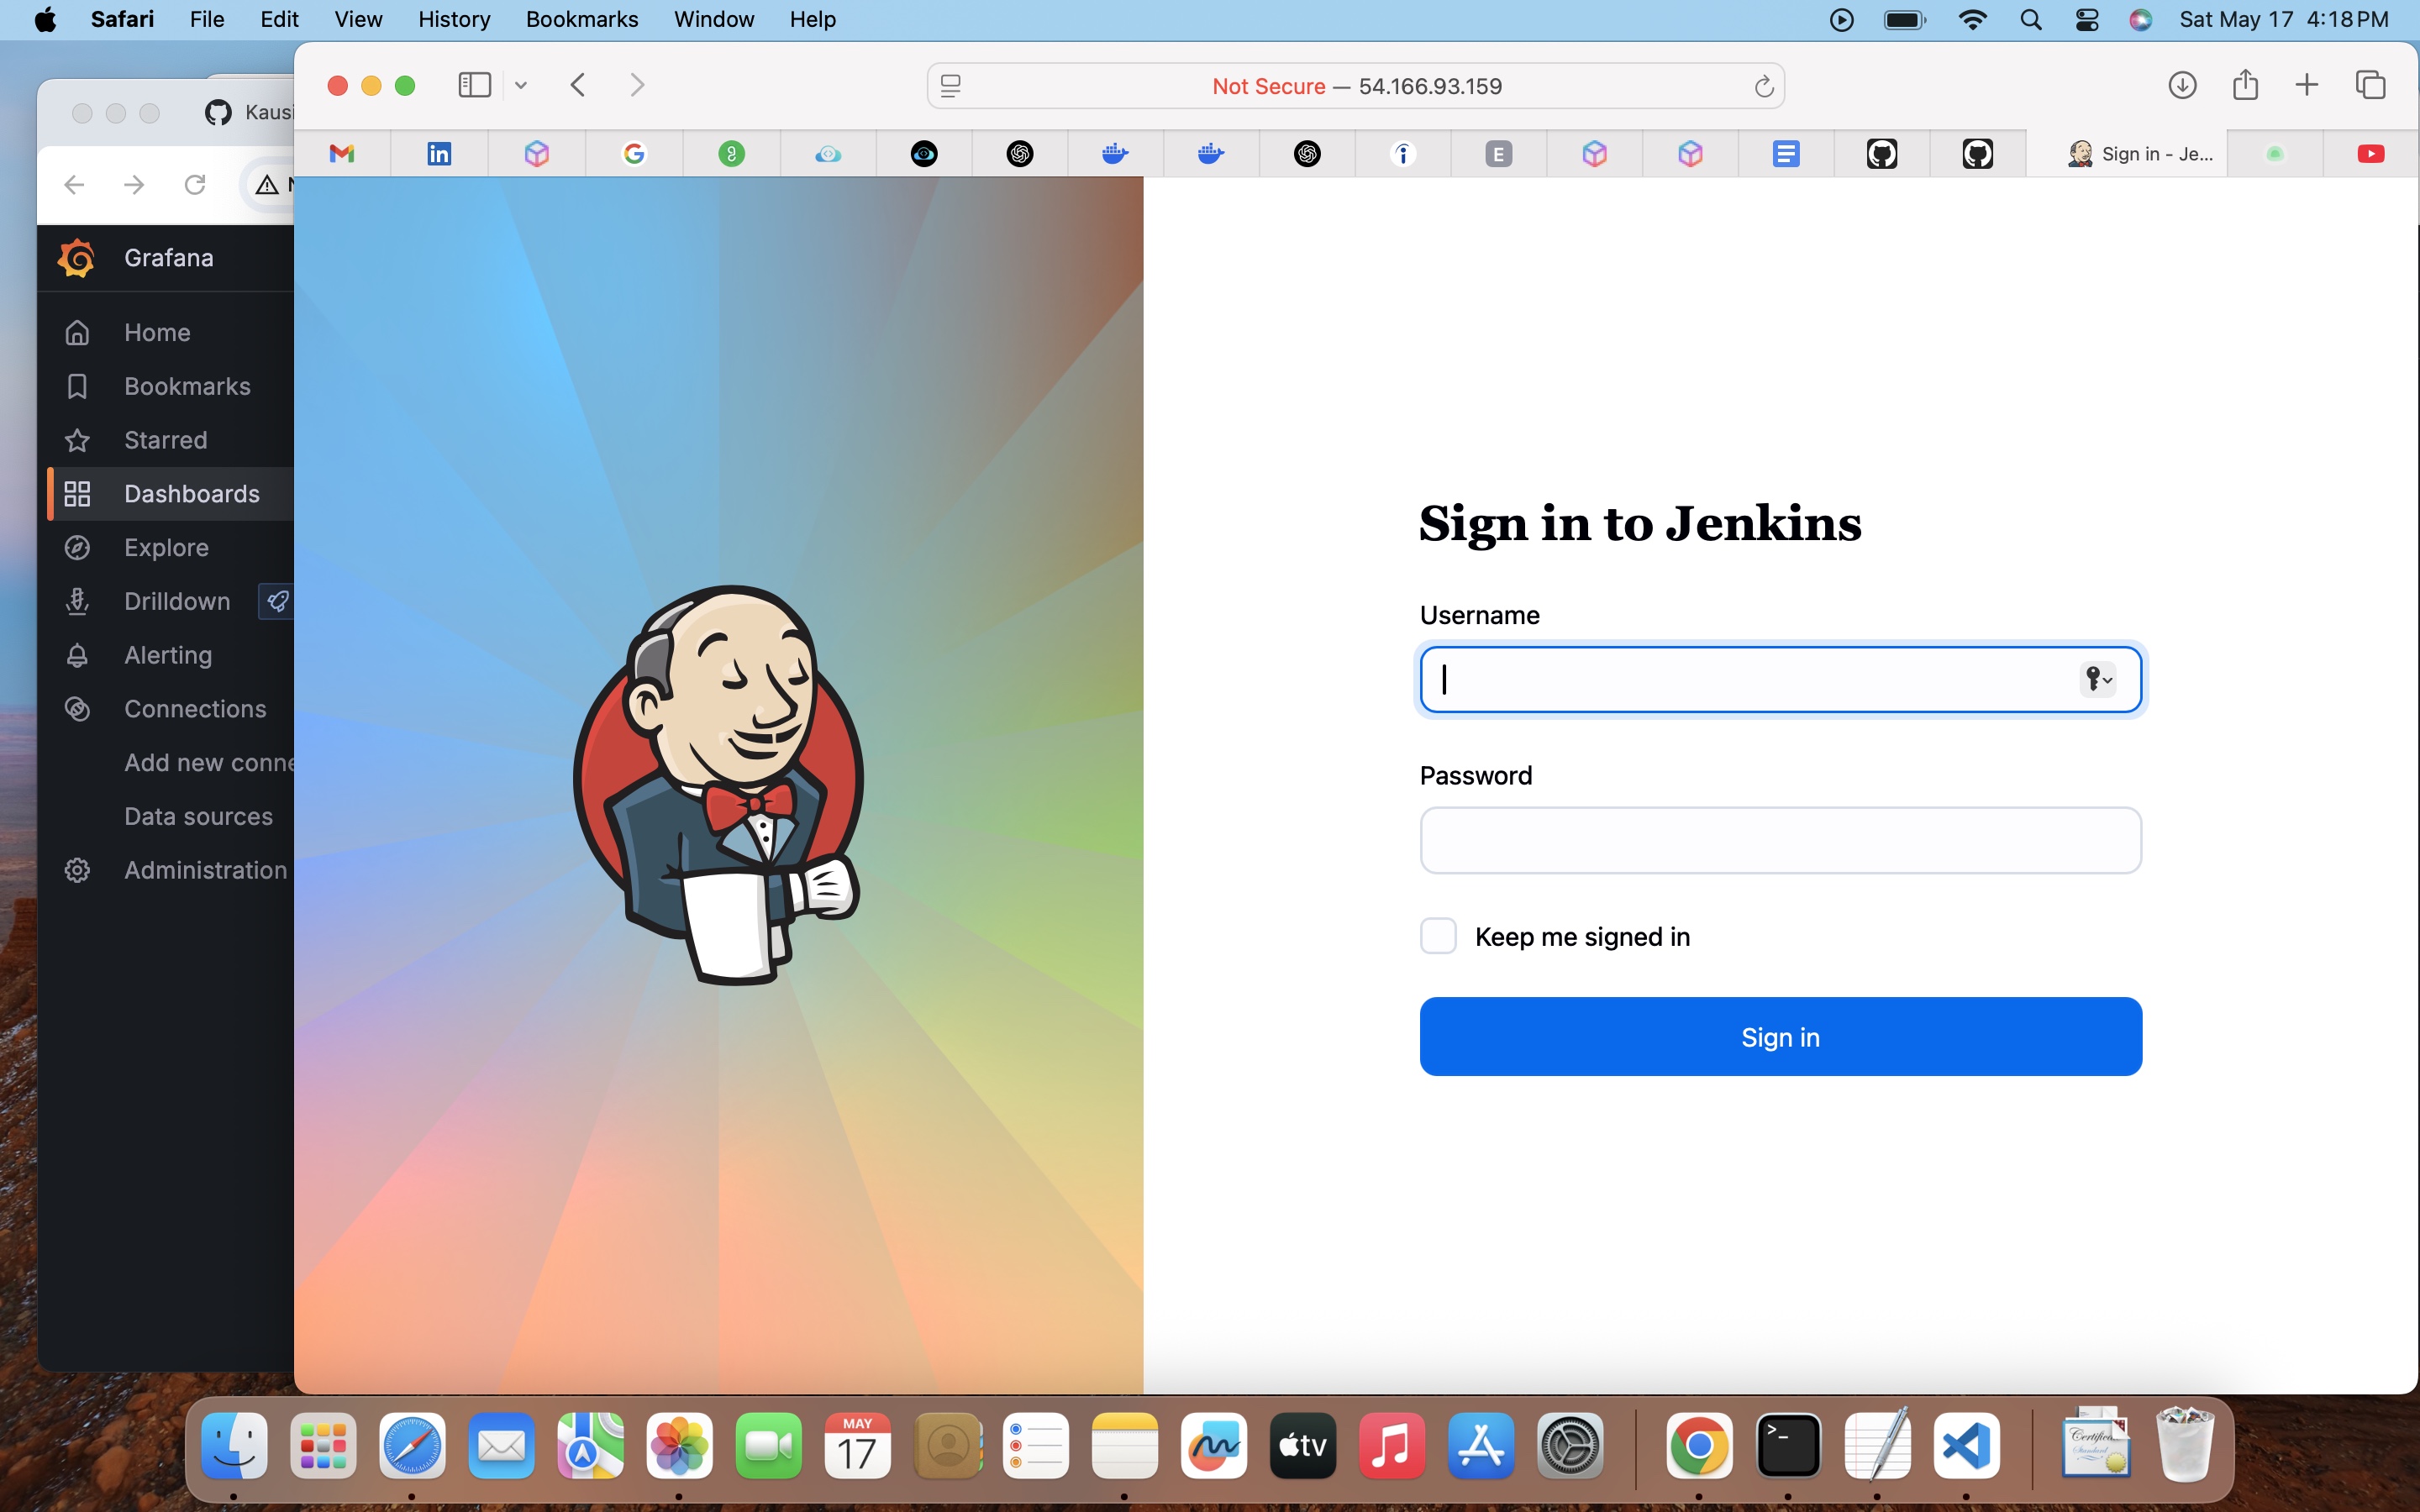 Safari File Edit View History Bookmarks Window Help Sat May 17 4:18 PM
Not Secure — 54.166.93.159
Sign in - Je...
Grafana
Home
Bookmarks
Starred
Dashboards
Explore
Drilldown
Alerting
Connections
Add new conne
Data sources
Administration
Sign in to Jenkins
Username
Password
Keep me signed in
Sign in
MAY
17
tv